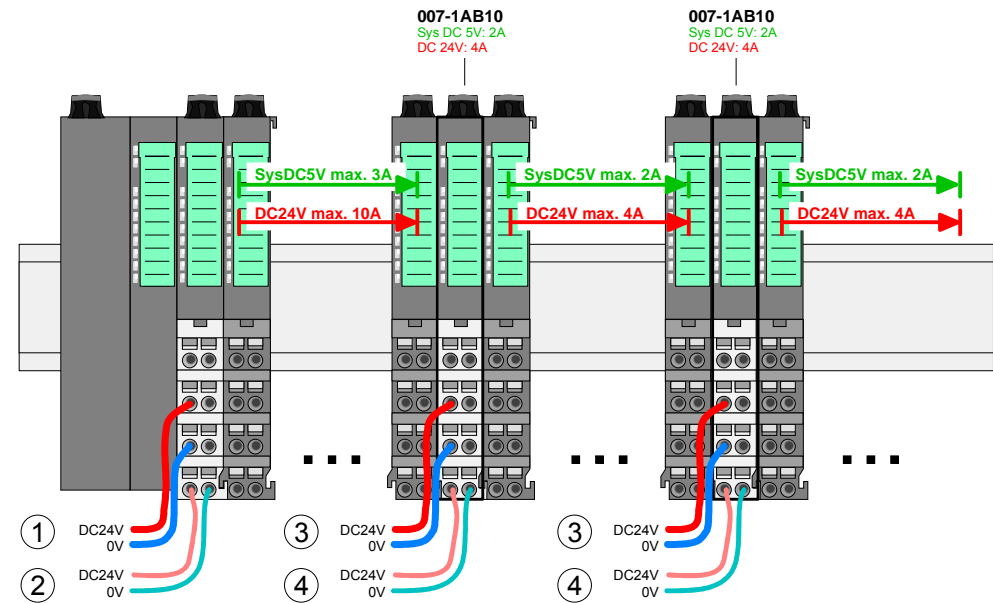 007-1AB10
Sys DC 5V: 2A
DC 24V: 4A
007-1AB10
Sys DC 5V: 2A
DC 24V: 4A
SysDC5V max. 3A
SysDC5V max. 2A
SysDC5V max. 2A
DC24V max. 10A
DC24V max. 4A
DC24V max. 4A
1
DC24V
0V
3
DC24V
0V
3
DC24V
0V
2
DC24V
0V
4
DC24V
0V
4
DC24V
0V